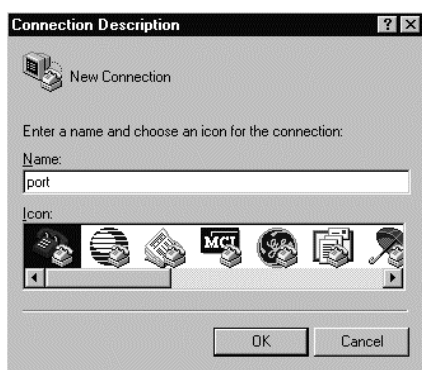 Connection Description
New Connection
Enter a name and choose an icon for the connection:
Name:
port
Icon:
MCI
OK
Cancel